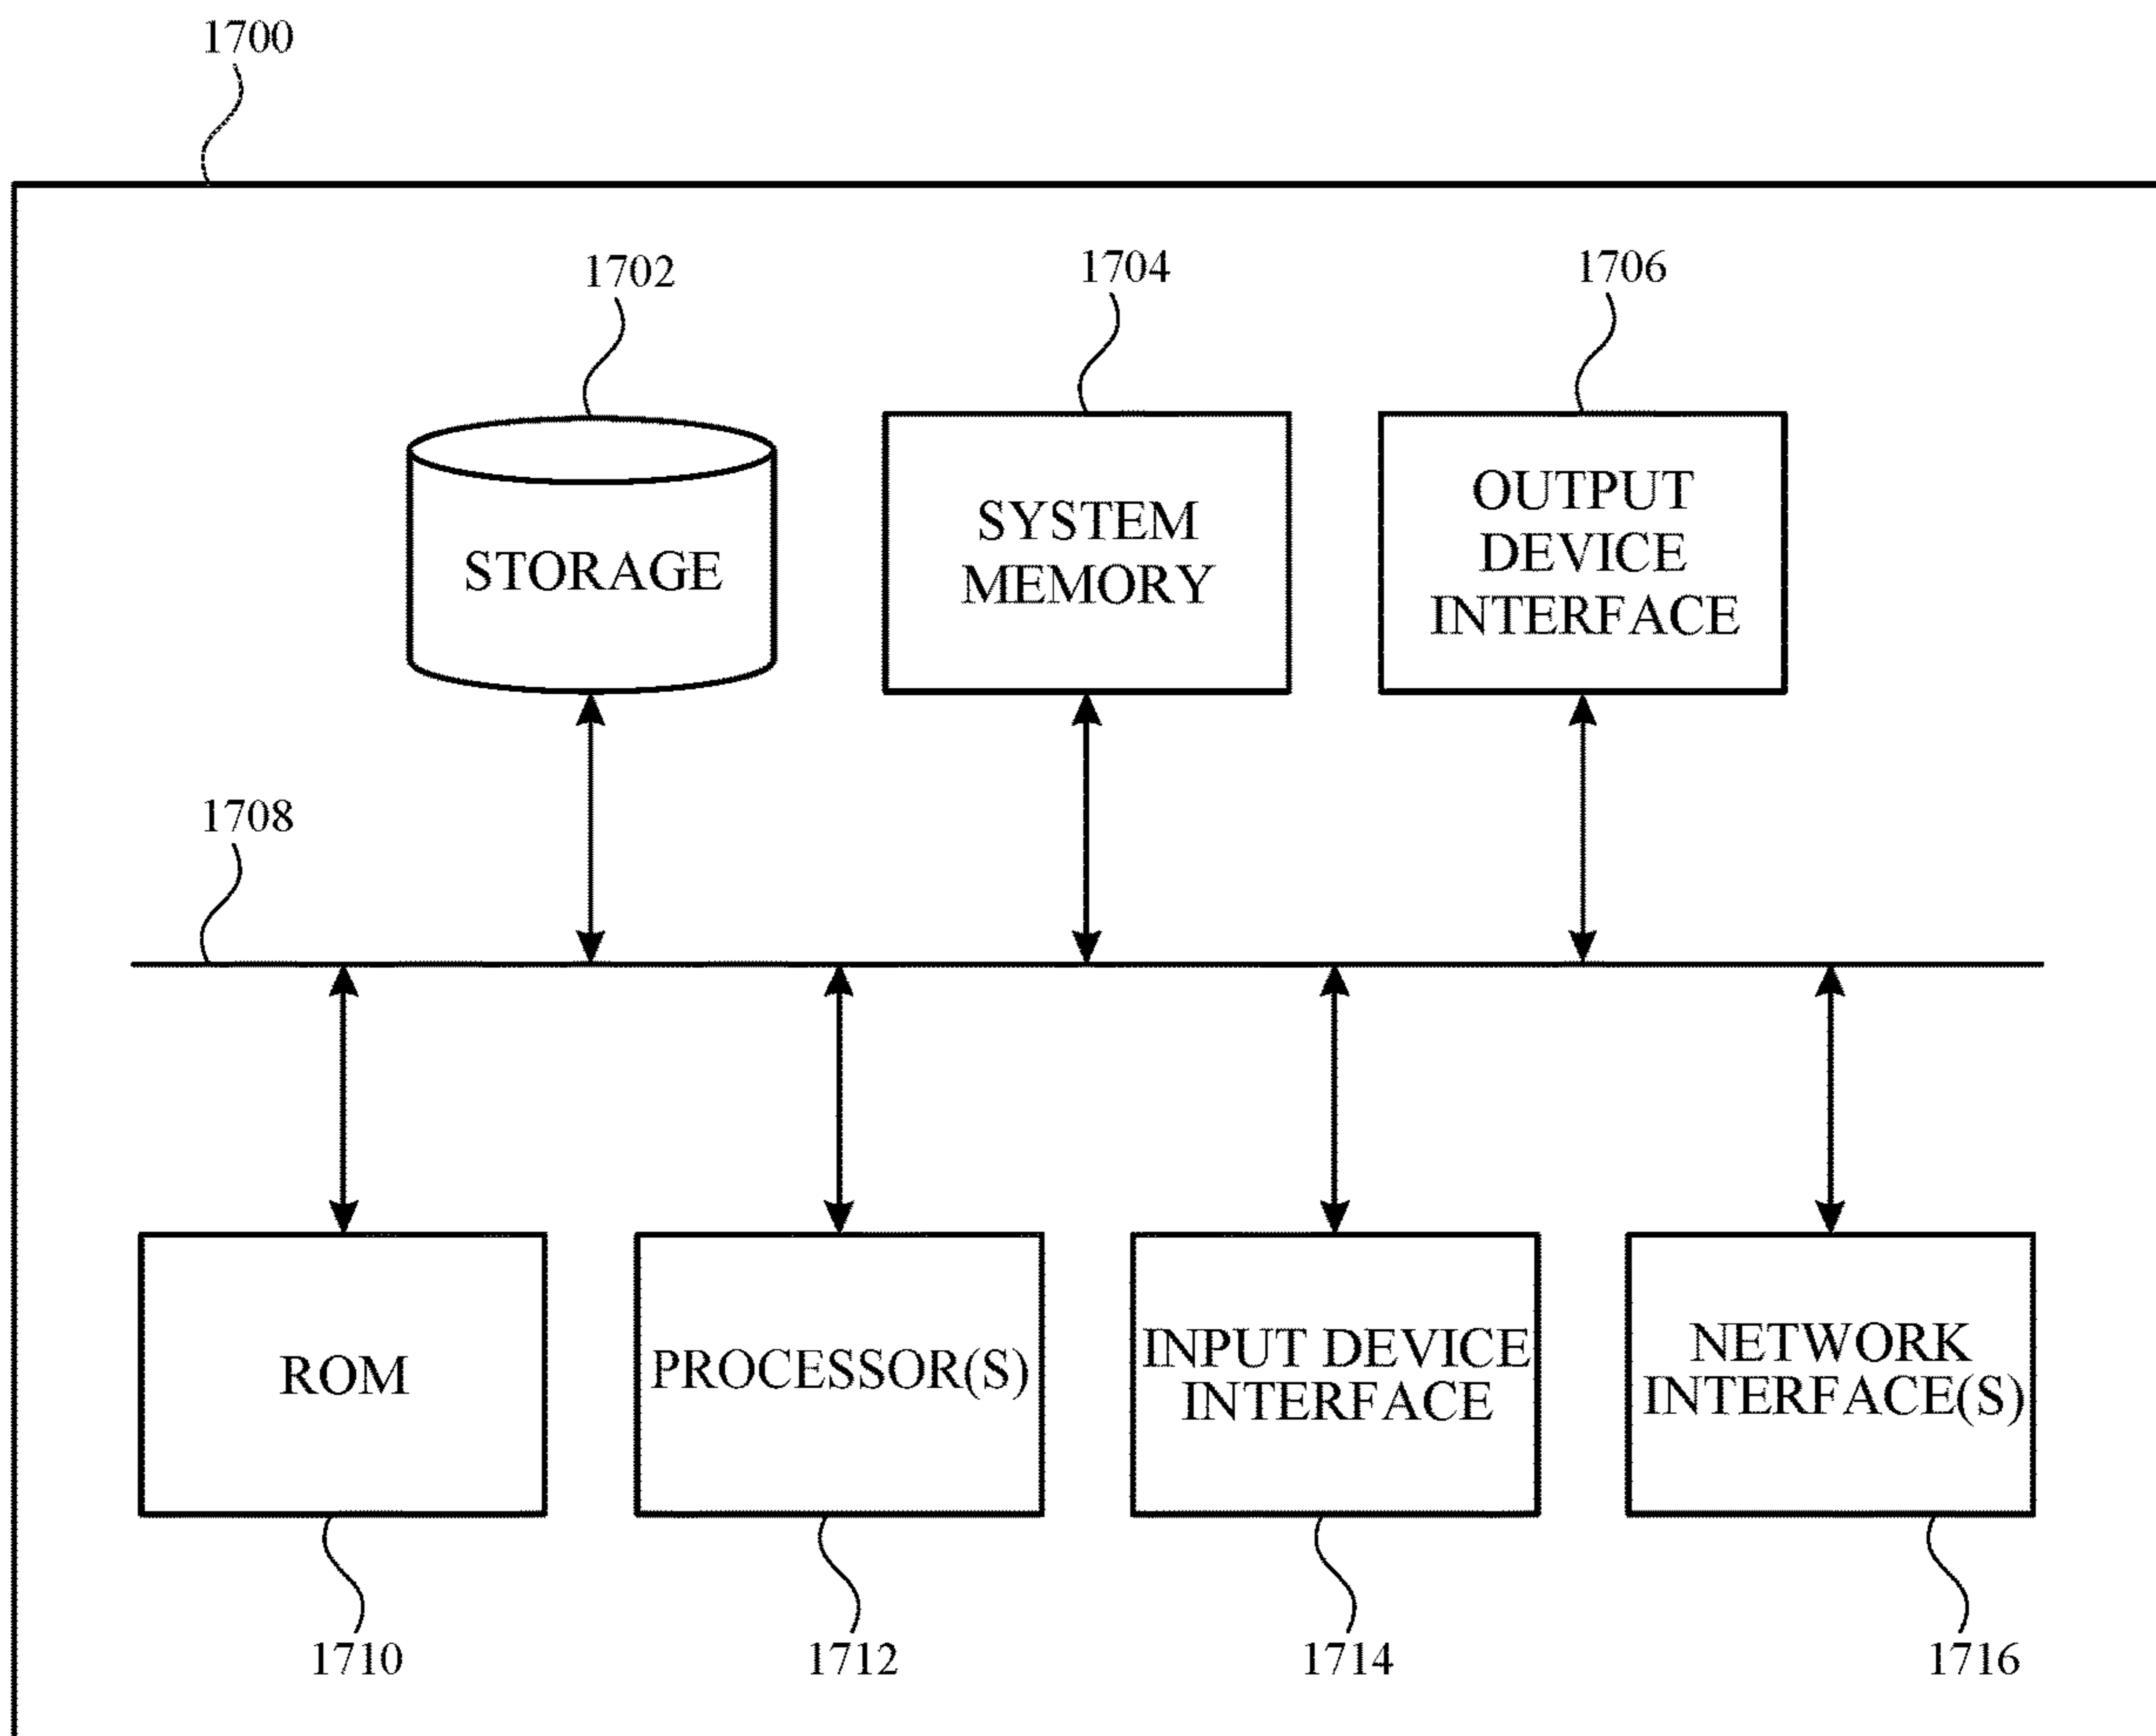 1700
1702
1704
1706
STORAGE
SYSTEM
MEMORY
OUTPUT
DEVICE
INTERFACE
1708
ROM
PROCESSOR(S)
INPUT DEVICE
INTERFACE
NETWORK
INTERFACE(S)
1710
1712
1714
1716